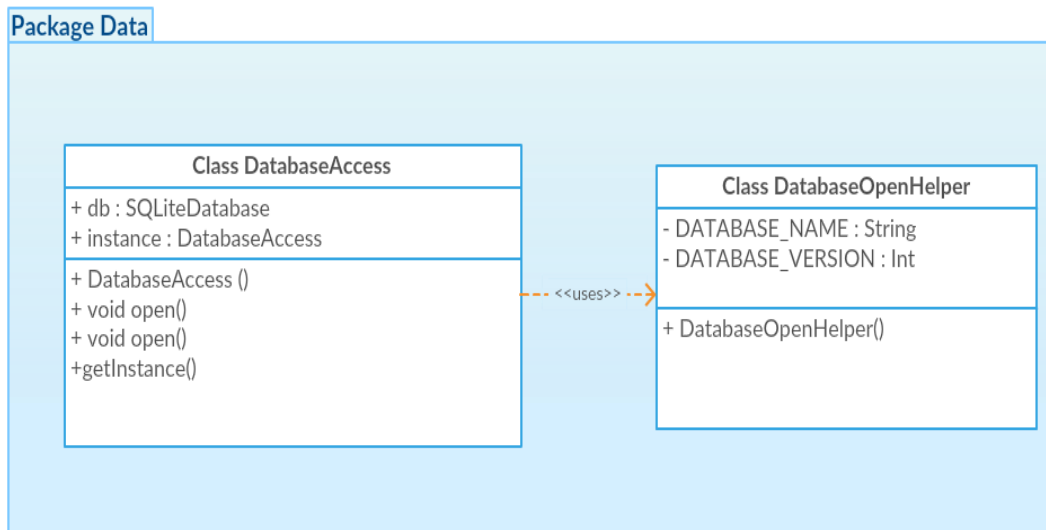 Package Data
Class DatabaseAccess
+ db : SQLiteDatabase
+ instance : DatabaseAccess
+ DatabaseAccess ()
+ void open()
+ void open()
+getInstance()
<<uses>>
Class DatabaseOpenHelper
- DATABASE_NAME : String
- DATABASE_VERSION : Int
+ DatabaseOpenHelper()